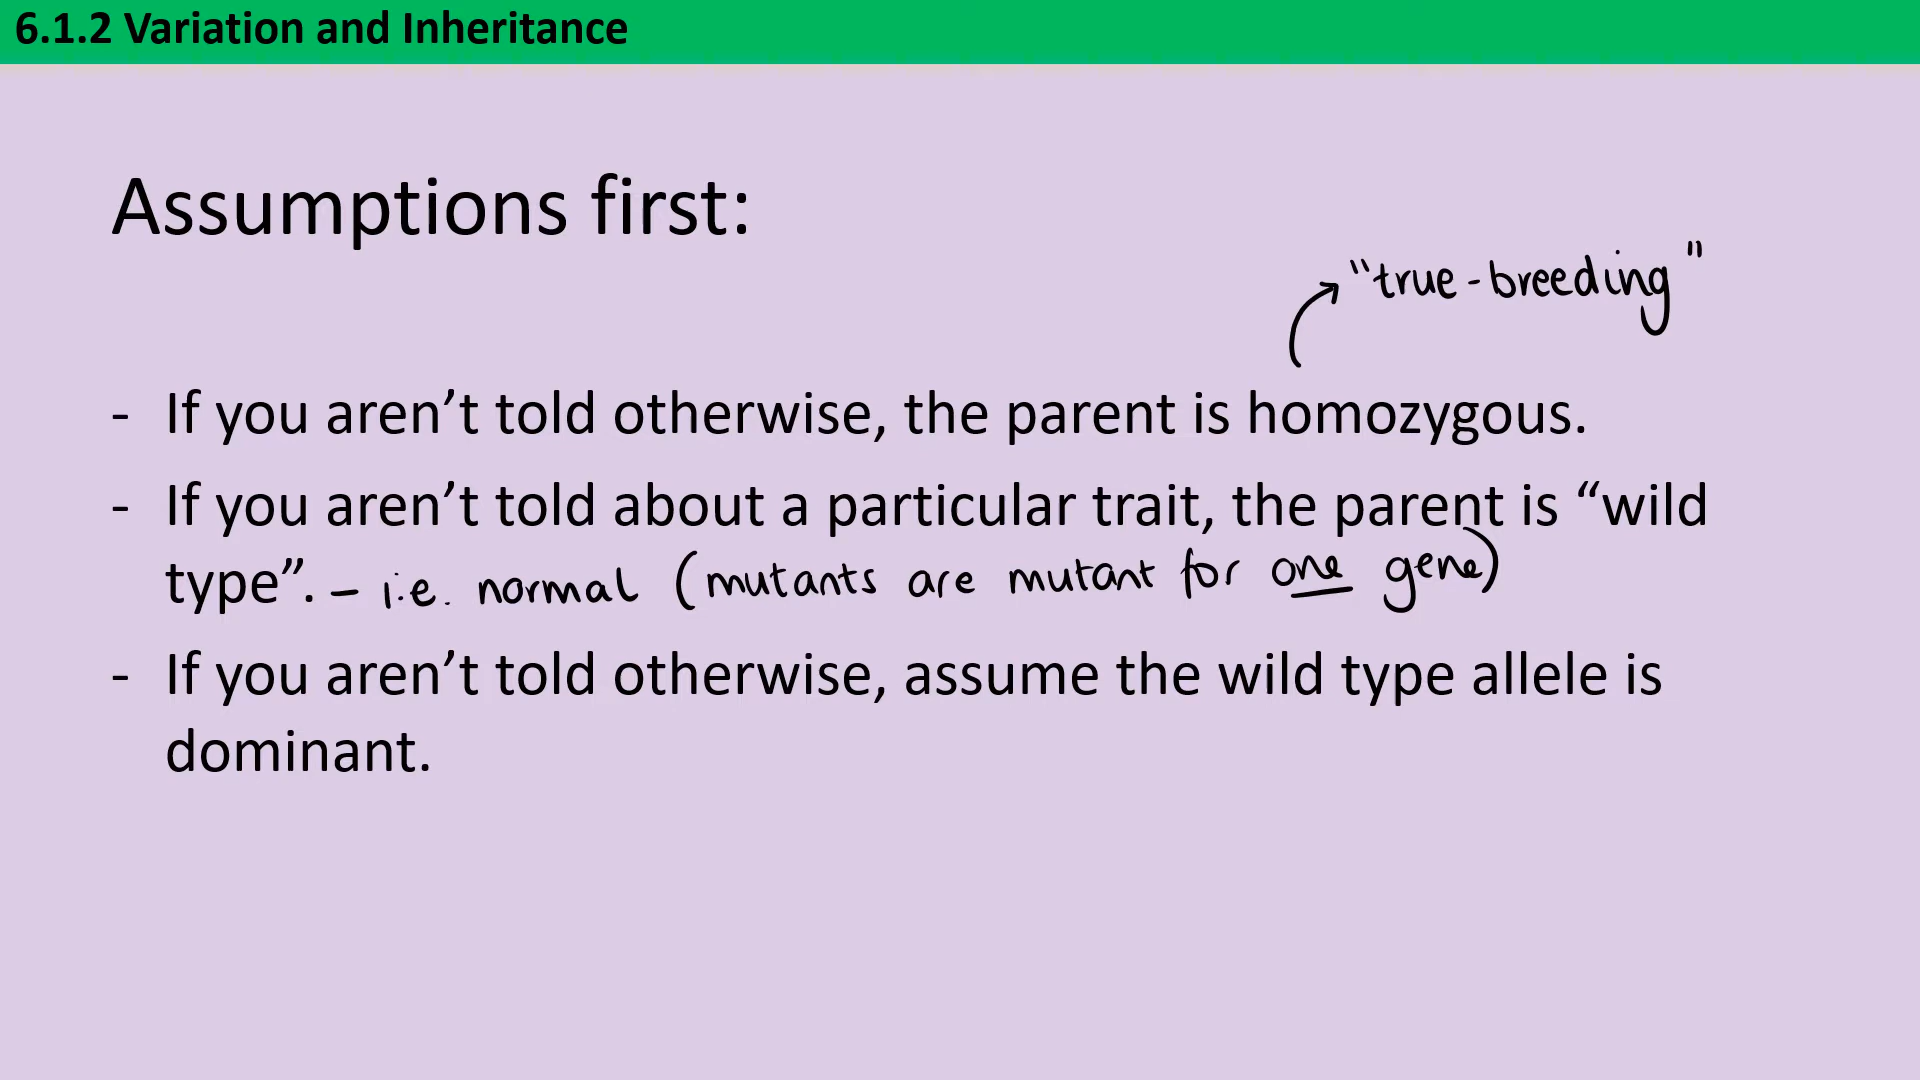 6.1.2 Variation and Inheritance
Assumptions first:
"true-breeding"
- If you aren’t told otherwise, the parent is homozygous.
- If you aren’t told about a particular trait, the parent is “wild
type”. - i.e. normal (mutants are mutant for one gene)
- If you aren’t told otherwise, assume the wild type allele is
dominant.